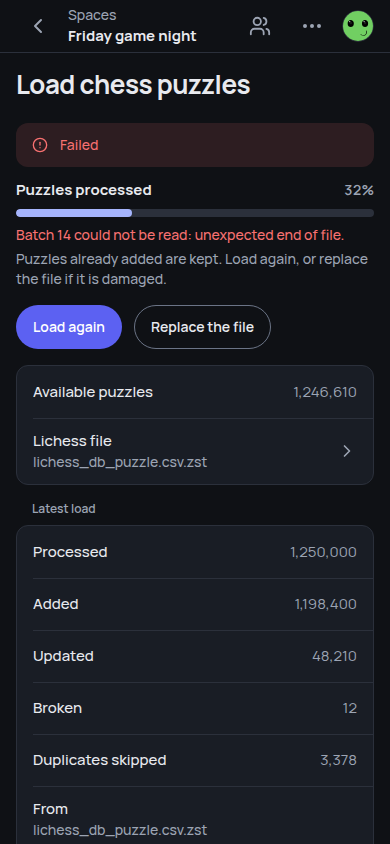 Spaces
Friday game night
Load chess puzzles
Failed
Puzzles processed 32%
Batch 14 could not be read: unexpected end of file.
Puzzles already added are kept. Load again, or replace
the file if it is damaged.
Load again Replace the file
Available puzzles 1,246,610
Lichess file
lichess_db_puzzle.csv.zst
Latest load
Processed 1,250,000
Added 1,198,400
Updated 48,210
Broken 12
Duplicates skipped 3,378
From
lichess_db_puzzle.csv.zst